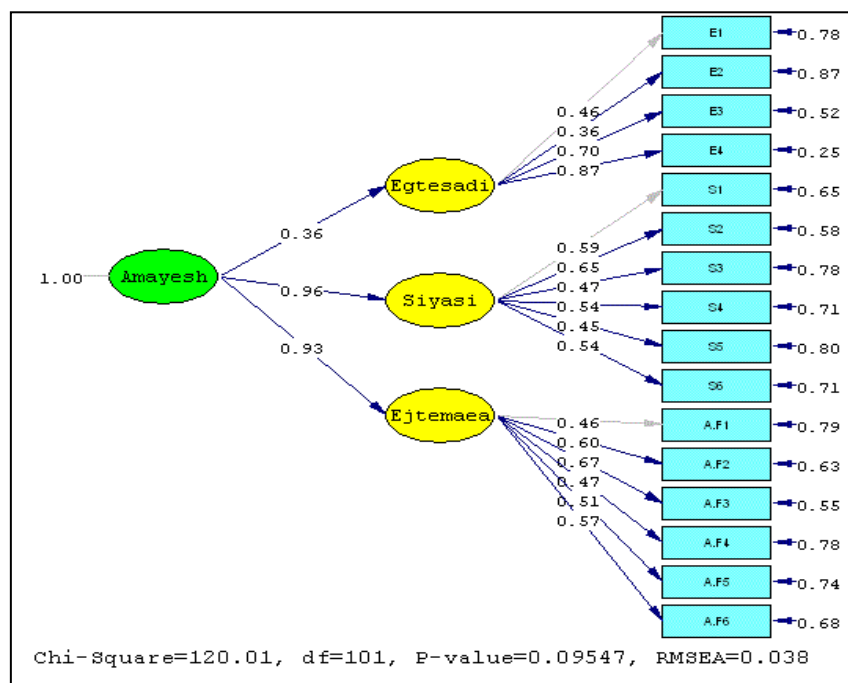 E1
0.78
E2
0.87
E3
0.52
E4
0.25
S1
0.65
S2
0.58
S3
0.78
S4
0.71
S5
0.80
S6
0.71
A.F1
0.79
A.F2
0.63
A.F3
0.55
A.F4
0.78
A.F5
0.74
A.F6
0.68
0.46
0.36
0.70
0.87
Egtesadi
0.59
0.65
0.47
0.54
0.45
0.54
Siyasi
0.46
0.60
0.67
0.47
0.51
0.57
Ejtemaea
0.36
0.96
0.93
1.00
Amayesh
Chi-Square=120.01, df=101, P-value=0.09547, RMSEA=0.038